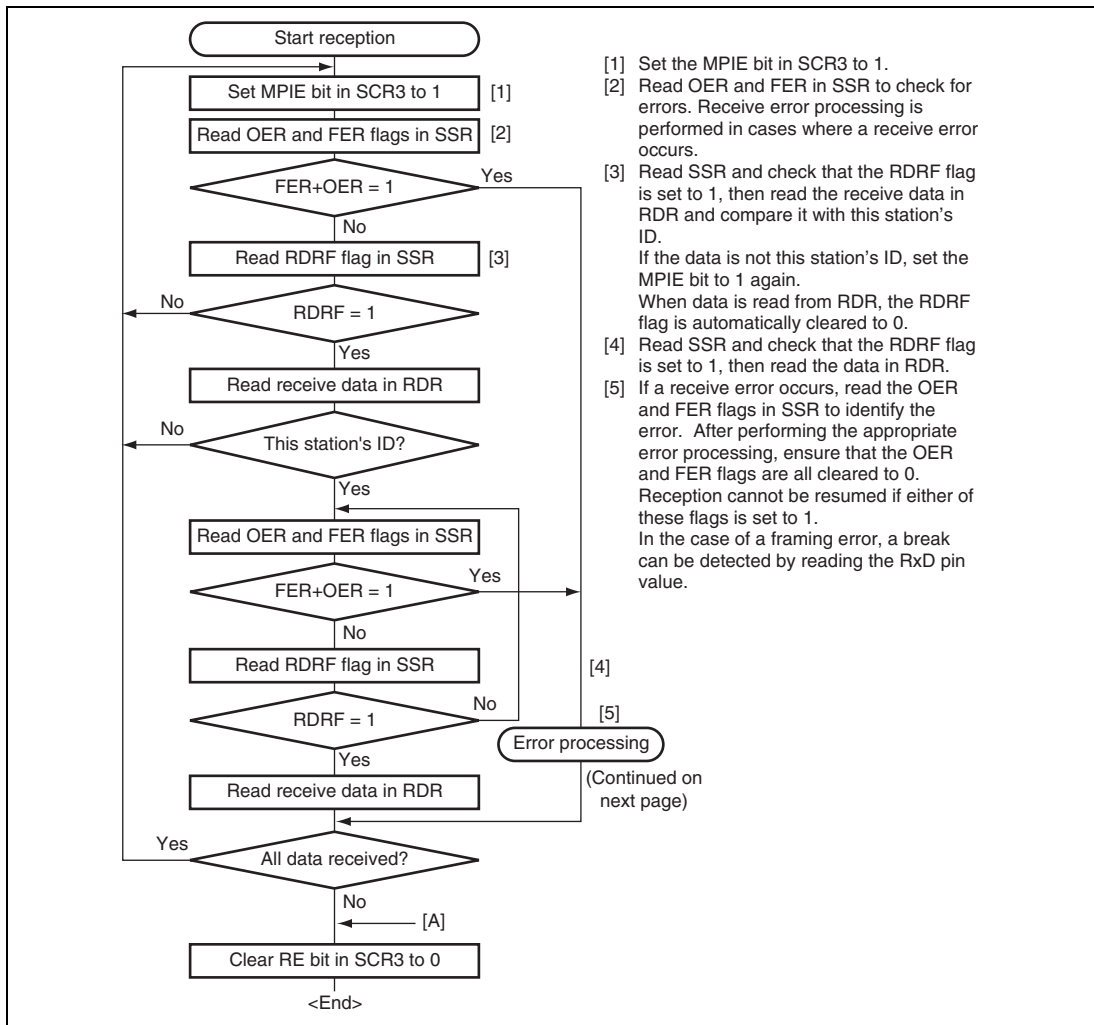 Start reception
Set MPIE bit in SCR3 to 1
[1]
Read OER and FER flags in SSR
[2]
FER+OER = 1
Yes
No
Read RDRF flag in SSR
[3]
RDRF = 1
No
Yes
Read receive data in RDR
This station's ID?
No
Yes
Read OER and FER flags in SSR
FER+OER = 1
Yes
No
Read RDRF flag in SSR
[4]
RDRF = 1
No
[5]
Error processing
(Continued on
next page)
Yes
Read receive data in RDR
All data received?
Yes
No
[A]
Clear RE bit in SCR3 to 0
<End>
[1] Set the MPIE bit in SCR3 to 1.
[2] Read OER and FER in SSR to check for
errors. Receive error processing is
performed in cases where a receive error
occurs.
[3] Read SSR and check that the RDRF flag
is set to 1, then read the receive data in
RDR and compare it with this station's
ID.
If the data is not this station's ID, set the
MPIE bit to 1 again.
When data is read from RDR, the RDRF
flag is automatically cleared to 0.
[4] Read SSR and check that the RDRF flag
is set to 1, then read the data in RDR.
[5] If a receive error occurs, read the OER
and FER flags in SSR to identify the
error. After performing the appropriate
error processing, ensure that the OER
and FER flags are all cleared to 0.
Reception cannot be resumed if either of
these flags is set to 1.
In the case of a framing error, a break
can be detected by reading the RxD pin
value.